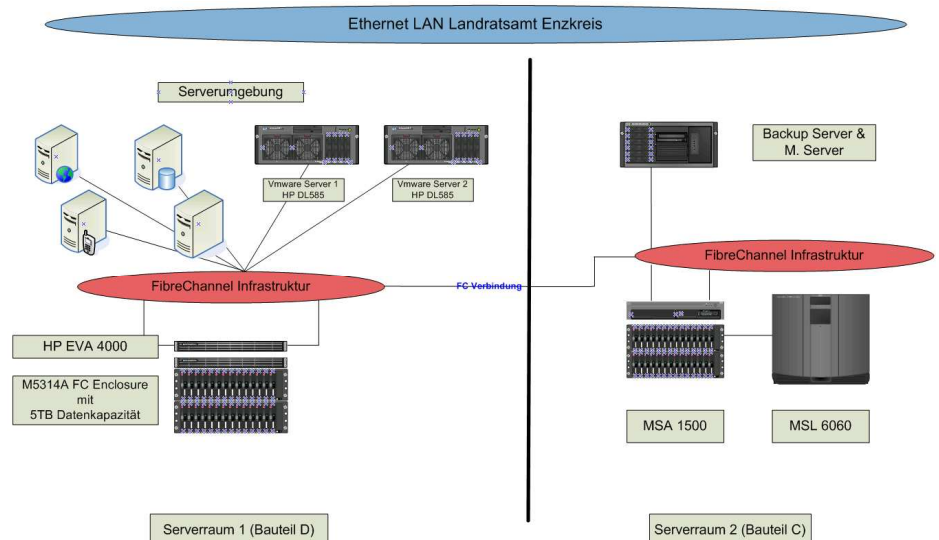 Ethernet LAN Landratsamt Enzkreis
Serverumgebung
Vmware Server 1
HP DL585
Vmware Server 2
HP DL585
Backup Server &
M. Server
FibreChannel Infrastruktur
FC Verbindung
FibreChannel Infrastruktur
HP EVA 4000
M5314A FC Enclosure
mit
5TB Datenkapazität
MSA 1500
MSL 6060
Serverraum 1 (Bauteil D)
Serverraum 2 (Bauteil C)